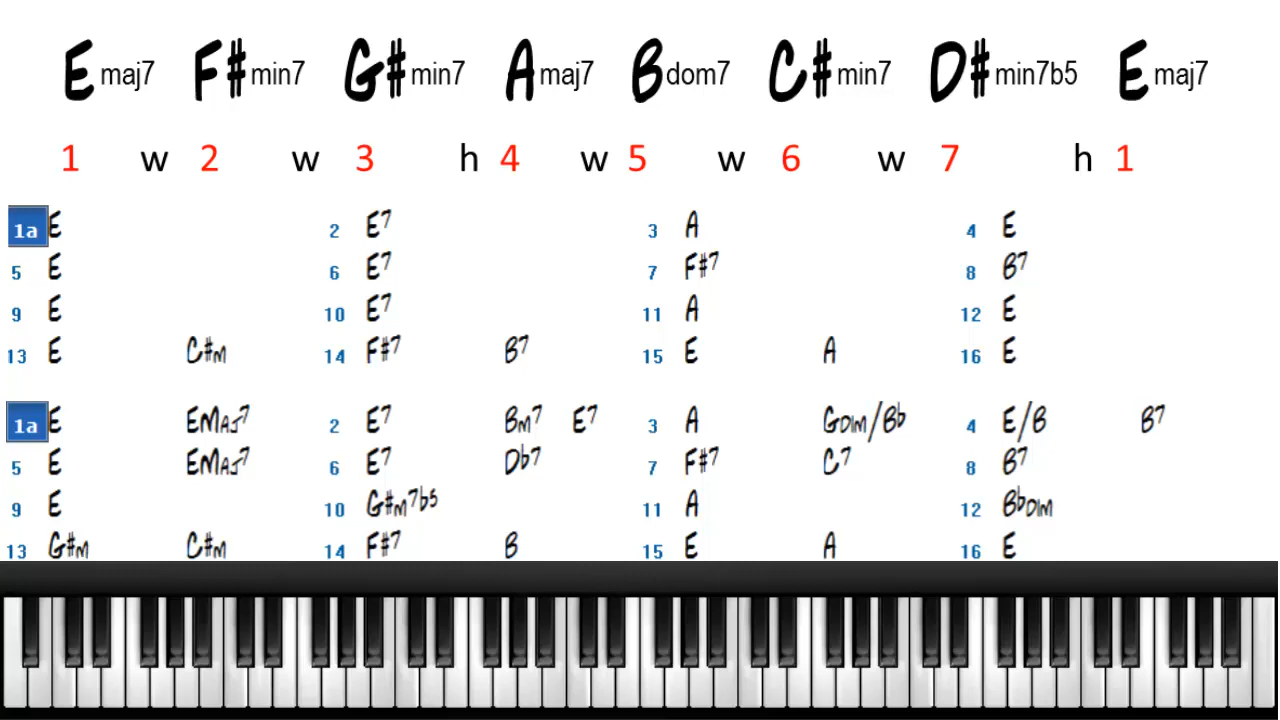 Emaj7 F#min7 G#min7 Amaj7 Bdom7 C#min7 D#min7b5 Emaj7
1 w 2 w 3 h 4 w 5 w 6 w 7 h 1
1a E 2 E7 3 A 4 E
5 E 6 E7 7 F#7 8 B7
9 E 10 E7 11 A 12 E
13 E C#m 14 F#7 B7 15 E A 16 E
1a E EMaj7 2 E7 Bm7 E7 3 A Gdim/Bb 4 E/B B7
5 E EMaj7 6 E7 Db7 7 F#7 C7 8 B7
9 E 10 G#m7b5 11 A 12 Bbdim
13 G#m C#m 14 F#7 B 15 E A 16 E